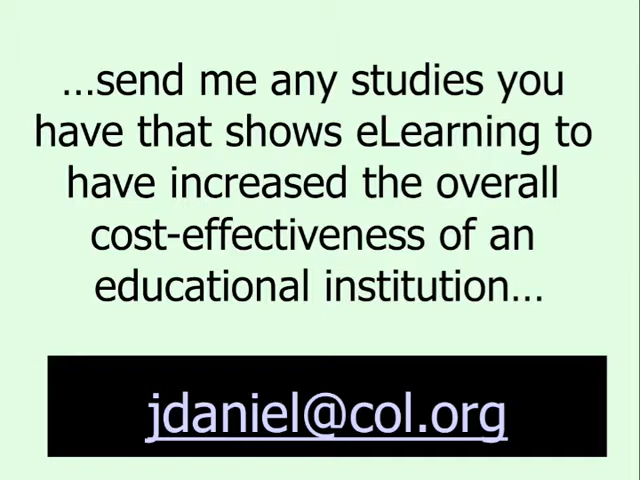 ...send me any studies you
have that shows eLearning to
have increased the overall
cost-effectiveness of an
educational institution...
jdaniel@col.org